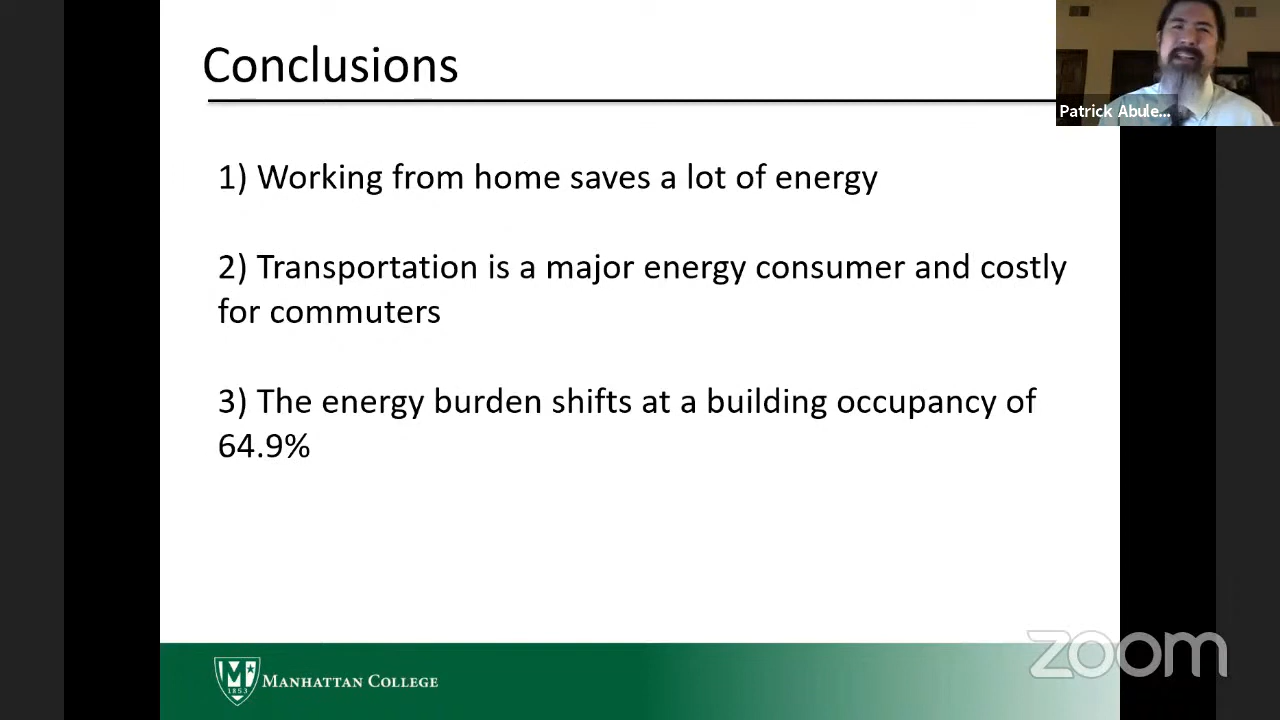 Conclusions
Patrick Abule...
1) Working from home saves a lot of energy
2) Transportation is a major energy consumer and costly
for commuters
3) The energy burden shifts at a building occupancy of
64.9%
zoom
M
1853
MANHATTAN COLLEGE